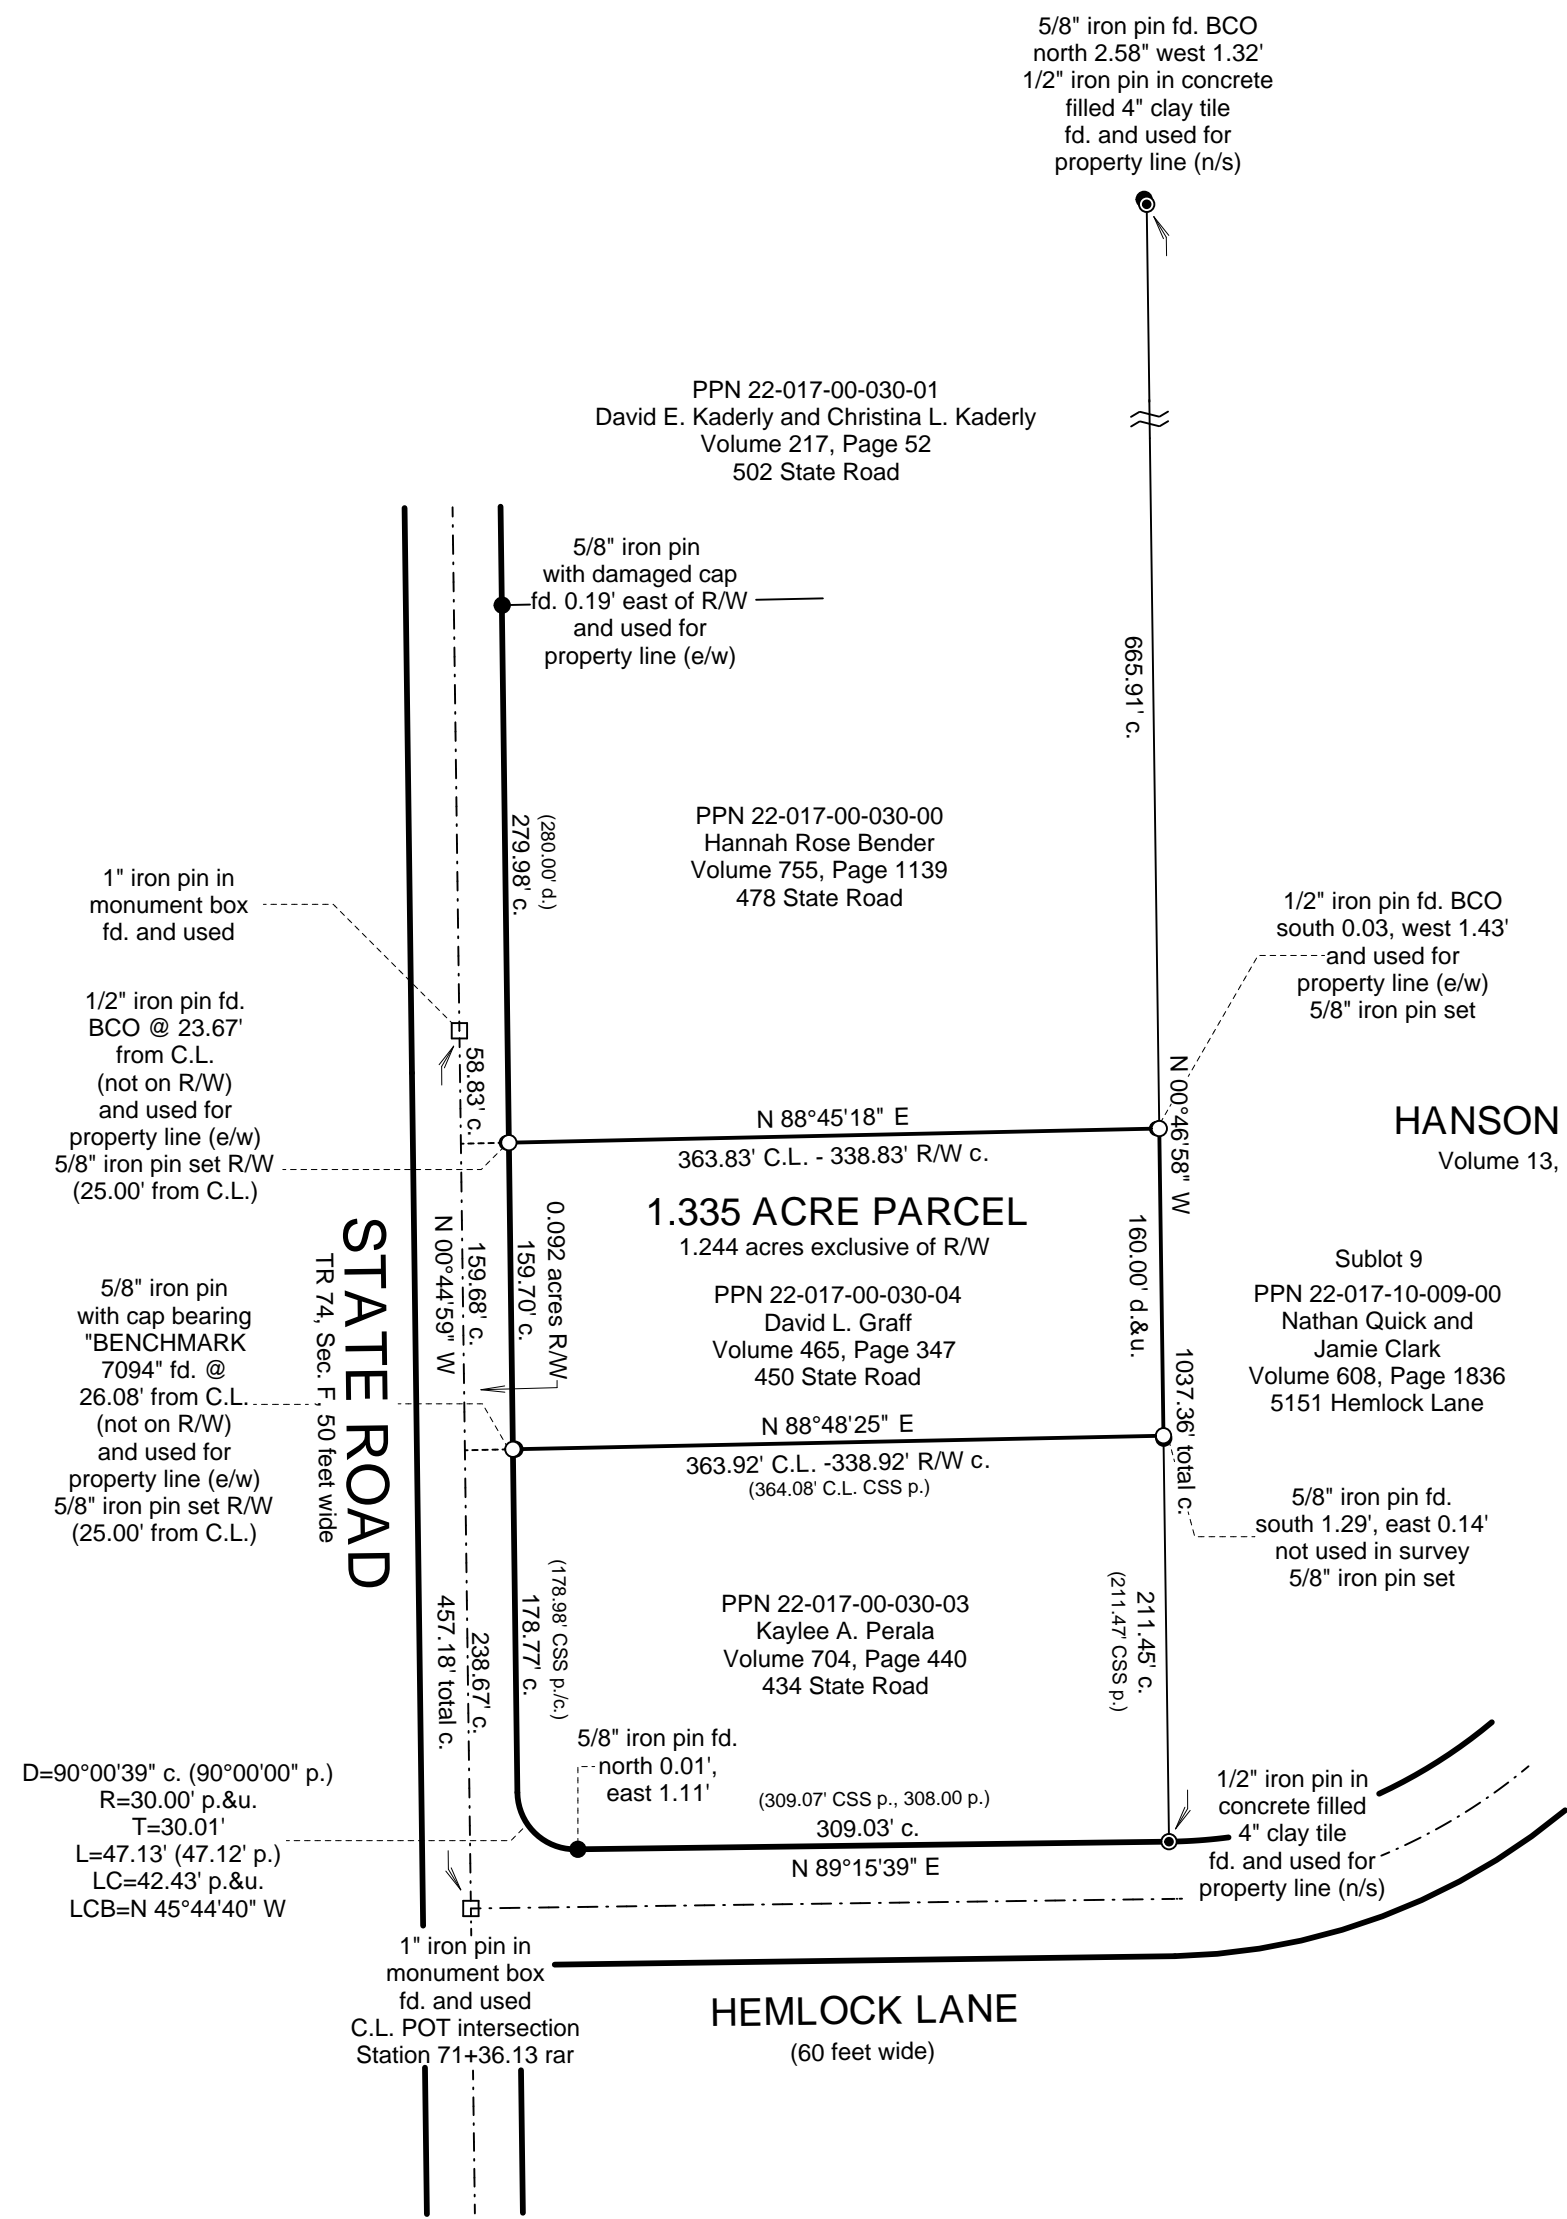 5/8" iron pin fd. BCO
north 2.58" west 1.32'
1/2" iron pin in concrete
filled 4" clay tile
fd. and used for
property line (n/s)
PPN 22-017-00-030-01
David E. Kaderly and Christina L. Kaderly
Volume 217, Page 52
502 State Road
5/8" iron pin
with damaged cap
fd. 0.19' east of R/W
and used for
property line (e/w)
665.91' c.
(280.00' d.)
279.98' c.
PPN 22-017-00-030-00
Hannah Rose Bender
Volume 755, Page 1139
478 State Road
1" iron pin in
monument box
fd. and used
1/2" iron pin fd. BCO
south 0.03, west 1.43'
and used for
property line (e/w)
5/8" iron pin set
1/2" iron pin fd.
BCO @ 23.67'
from C.L.
(not on R/W)
and used for
property line (e/w)
5/8" iron pin set R/W
(25.00' from C.L.)
58.83' c.
N 88°45'18" E
363.83' C.L. - 338.83' R/W c.
N 00°46'58" W
HANSON
Volume 13,
1.335 ACRE PARCEL
1.244 acres exclusive of R/W
PPN 22-017-00-030-04
David L. Graff
Volume 465, Page 347
450 State Road
0.092 acres R/W
159.70' c.
159.68' c.
N 00°44'59" W
160.00' d.&u.
1037.36' total c.
STATE ROAD
TR 74, Sec. F, 50 feet wide
Sublot 9
PPN 22-017-10-009-00
Nathan Quick and
Jamie Clark
Volume 608, Page 1836
5151 Hemlock Lane
5/8" iron pin
with cap bearing
"BENCHMARK
7094" fd. @
26.08' from C.L.
(not on R/W)
and used for
property line (e/w)
5/8" iron pin set R/W
(25.00' from C.L.)
N 88°48'25" E
363.92' C.L. -338.92' R/W c.
(364.08' C.L. CSS p.)
5/8" iron pin fd.
south 1.29', east 0.14'
not used in survey
5/8" iron pin set
(178.98' CSS p./c.)
178.77' c.
238.67' c.
457.18' total c.
PPN 22-017-00-030-03
Kaylee A. Perala
Volume 704, Page 440
434 State Road
211.45' c.
(211.47' CSS p.)
5/8" iron pin fd.
north 0.01',
east 1.11'
D=90°00'39" c. (90°00'00" p.)
R=30.00' p.&u.
T=30.01'
L=47.13' (47.12' p.)
LC=42.43' p.&u.
LCB=N 45°44'40" W
(309.07' CSS p., 308.00 p.)
309.03' c.
N 89°15'39" E
1/2" iron pin in
concrete filled
4" clay tile
fd. and used for
property line (n/s)
1" iron pin in
monument box
fd. and used
C.L. POT intersection
Station 71+36.13 rar
HEMLOCK LANE
(60 feet wide)